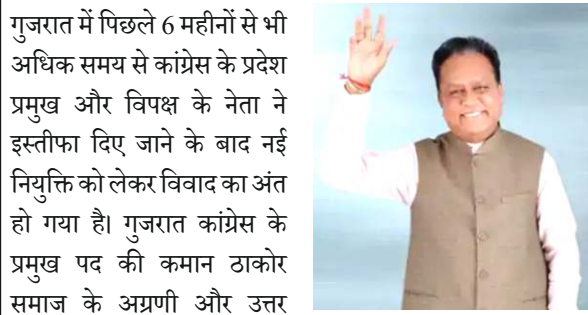 गुजरात में पिछले 6 महीनों से भी
अधिक समय से कांग्रेस के प्रदेश
प्रमुख और विपक्ष के नेता ने
इस्तीफा दिए जाने के बाद नई
नियुक्ति को लेकर विवाद का अंत
हो गया है। गुजरात कांग्रेस के
प्रमुख पद की कमान ठाकोर
समाज के अग्रणी और उत्तर